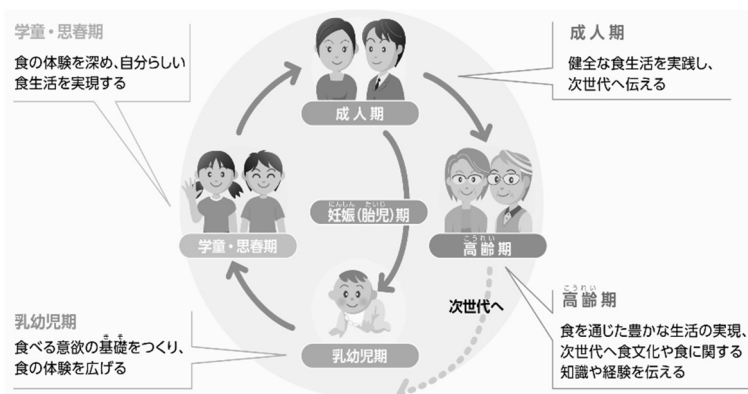 学童・思春期
食の体験を深め、自分らしい
食生活を実現する
成人期
健全な食生活を実践し、
次世代へ伝える
成人期
にんしん たいじ
妊娠(胎児)期
学童・思春期
こうれい
高齢期
次世代へ
乳幼児期
乳幼児期
きそ
食べる意欲の基礎をつくり、
食の体験を広げる
こうれい
高齢期
食を通じた豊かな生活の実現、
次世代へ食文化や食に関する
知識や経験を伝える